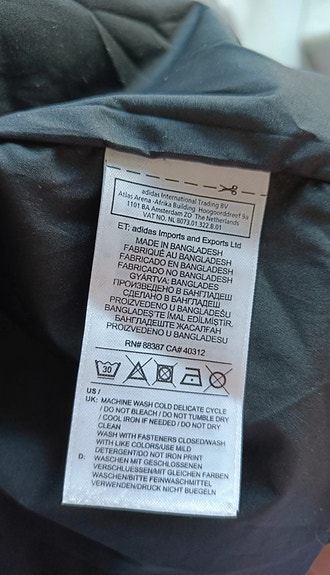 adidas International Trading BV
Atlas Arena -Afrika Building Hoogoorddreef 9a
1101 BA Amsterdam ZO The Netherlands
VAT NO. NL 8073.01.322.B.01
ET: adidas Imports and Exports Ltd
MADE IN BANGLADESH
FABRIQUÉ AU BANGLADESH
FABRICADO EN BANGLADESH
FABRICADO NO BANGLADESH
GYÁRTVA: BANGLADES
ПРОИЗВЕДЕНО В БАНГЛАДЕШ
СДЕЛАНО В БАНГЛАДЕШ
PROIZVEDENO U BANGLADEŠU
BANGLADEŞ'TE İMAL EDİLMİŞTİR.
БАНГЛАДЕШТЕ ЖАСАЛҒАН
PROIZVEDENO U BANGLADEŠU
RN# 88387 CA# 40312
30
US /
UK: MACHINE WASH COLD DELICATE CYCLE
/ DO NOT BLEACH / DO NOT TUMBLE DRY
/ COOL IRON IF NEEDED / DO NOT DRY
CLEAN
WASH WITH FASTENERS CLOSED/WASH
WITH LIKE COLORS/USE MILD
DETERGENT/DO NOT IRON PRINT
D: WASCHEN MIT GESCHLOSSENEN
VERSCHLUESSEN/MIT GLEICHEN FARBEN
WASCHEN/BITTE FEINWASCHMITTEL
VERWENDEN/DRUCK NICHT BUEGELN